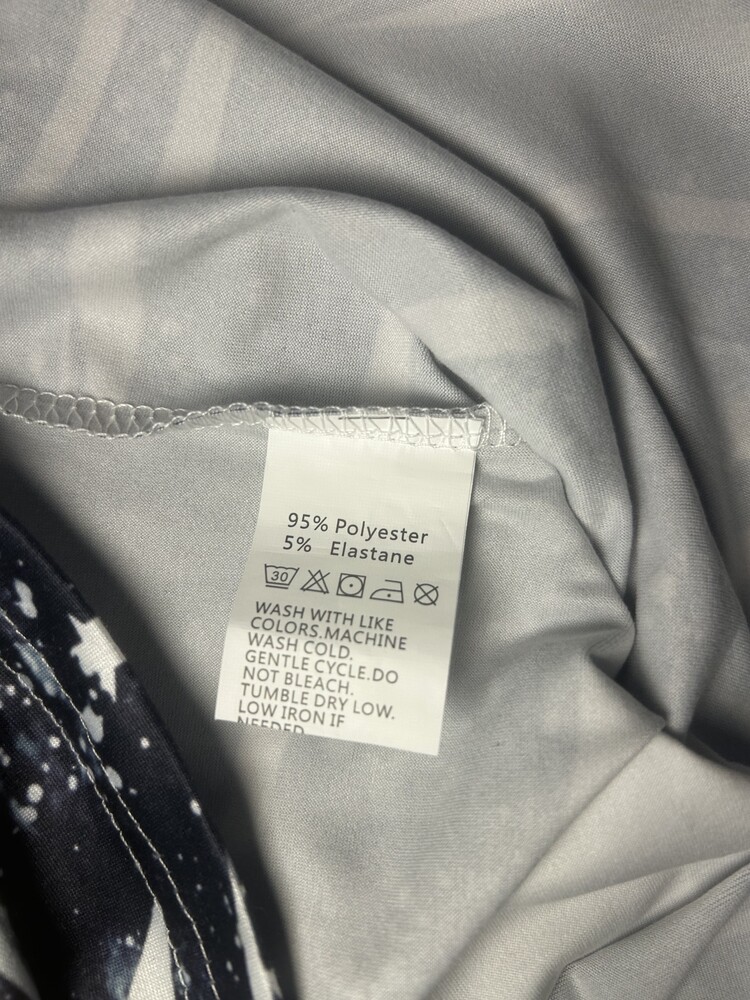 95% Polyester
5% Elastane
30
WASH WITH LIKE
COLORS.MACHINE
WASH COLD.
GENTLE CYCLE.DO
NOT BLEACH.
TUMBLE DRY LOW.
LOW IRON IF
NEEDED